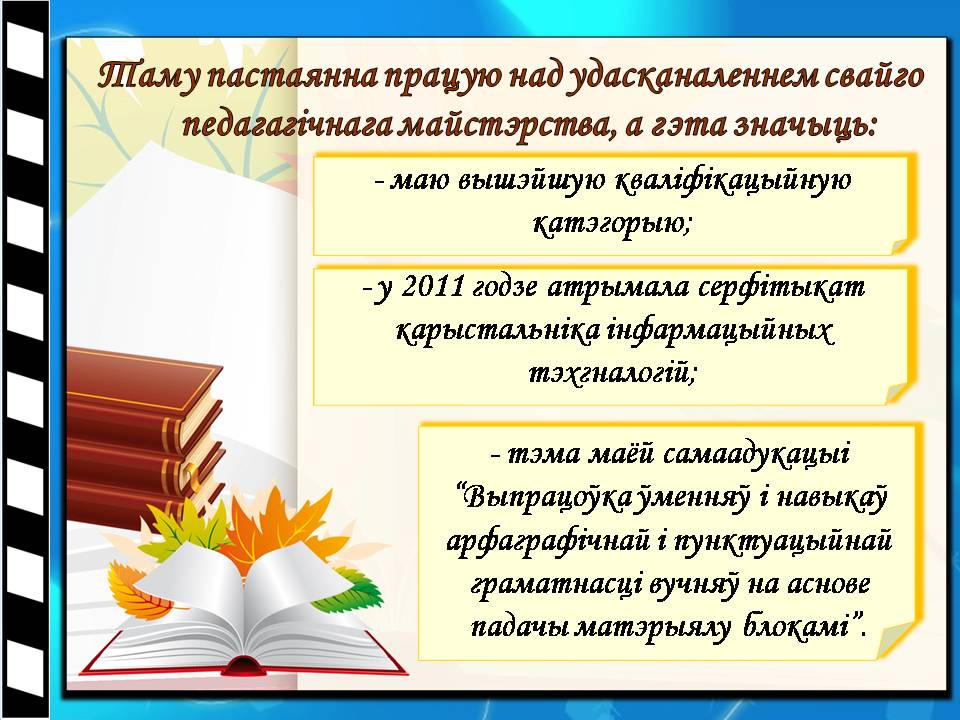 Таму пастаянна працую над удасканаленнем свайго
педагагічнага майстэрства, а гэта значыць:
- маю вышэйшую кваліфікацыйную
катэгорыю;
- у 2011 годзе атрымала серфітыкат
карыстальніка інфармацыйных
тэхгналогій;
- тэма маёй самаадукацыі
“Выпрацоўка ўменняў і навыкаў
арфаграфічнай і пунктуацыйнай
граматнасці вучняў на аснове
падачы матэрыялу блокамі”.